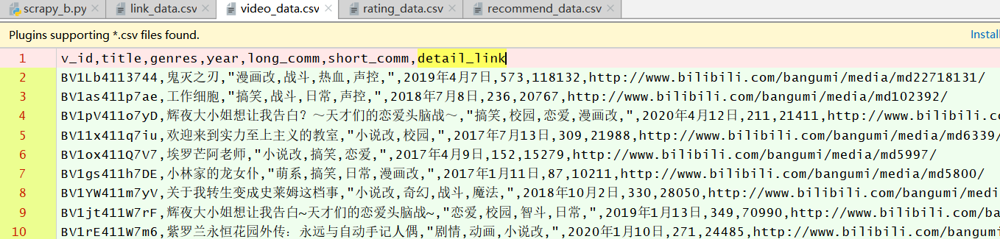 scrapy_b.py link_data.csv video_data.csv rating_data.csv recommend_data.csv
Plugins supporting *.csv files found. Install
1 v_id,title,genres,year,long_comm,short_comm,detail_link
2 BV1Lb4113744,鬼灭之刃,"漫画改,战斗,热血,声控,",2019年4月7日,573,118132,http://www.bilibili.com/bangumi/media/md22718131/
3 BV1as411p7ae,工作细胞,"搞笑,战斗,日常,声控,",2018年7月8日,236,20767,http://www.bilibili.com/bangumi/media/md102392/
4 BV1pV411o7yD,辉夜大小姐想让我告白？～天才们的恋爱头脑战～,"搞笑,校园,恋爱,漫画改,",2020年4月12日,211,21411,http://www.bilibili.c
5 BV11x411q7iu,欢迎来到实力至上主义的教室,"小说改,校园,",2017年7月13日,309,21988,http://www.bilibili.com/bangumi/media/md6339/
6 BV1ox411Q7V7,埃罗芒阿老师,"小说改,搞笑,恋爱,",2017年4月9日,152,15279,http://www.bilibili.com/bangumi/media/md5997/
7 BV1gs411h7DE,小林家的龙女仆,"萌系,搞笑,日常,漫画改,",2017年1月11日,87,10211,http://www.bilibili.com/bangumi/media/md5800/
8 BV1YW411m7yV,关于我转生变成史莱姆这档事,"小说改,奇幻,战斗,魔法,",2018年10月2日,330,28050,http://www.bilibili.com/bangumi/medi
9 BV1jt411W7rF,辉夜大小姐想让我告白~天才们的恋爱头脑战~,"恋爱,校园,智斗,日常,",2019年1月13日,349,70990,http://www.bilibili.com/ba
10 BV1rE411W7m6,紫罗兰永恒花园外传：永远与自动手记人偶,"剧情,动画,小说改,",2020年1月10日,271,24485,http://www.bilibili.com/bang